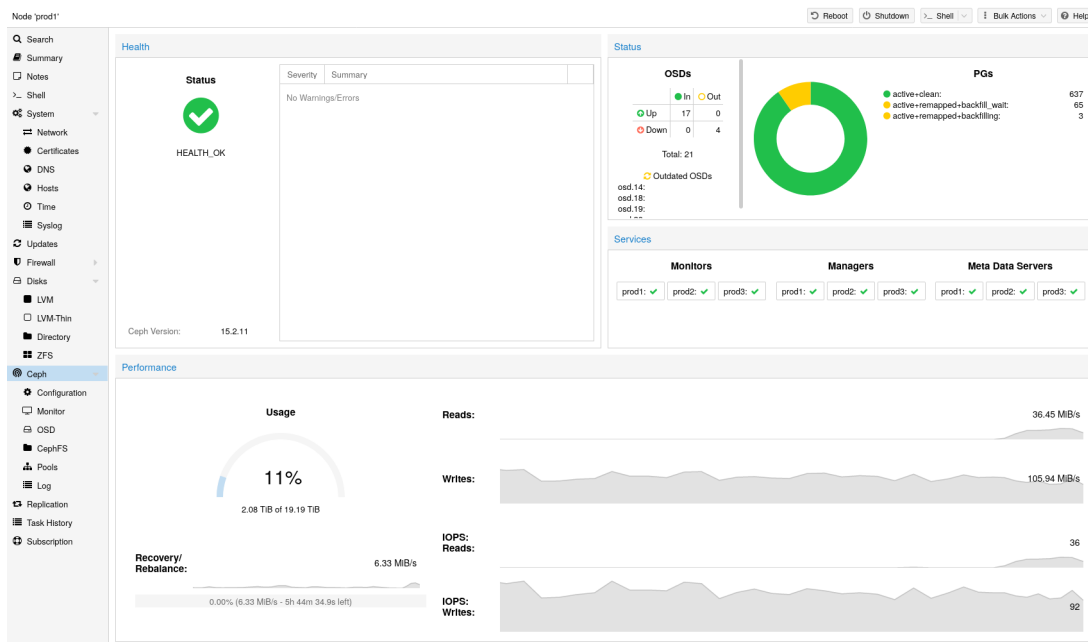 Node 'prod1'
Reboot
Shutdown
>_ Shell
Bulk Actions
Help
Search
Summary
Notes
>_ Shell
System
Network
Certificates
DNS
Hosts
Time
Syslog
Updates
Firewall
Disks
LVM
LVM-Thin
Directory
ZFS
Ceph
Configuration
Monitor
OSD
CephFS
Pools
Log
Replication
Task History
Subscription
Health
Status
HEALTH_OK
Severity Summary
No Warnings/Errors
Ceph Version: 15.2.11
Status
OSDs
In Out
Up 17 0
Down 0 4
Total: 21
Outdated OSDs
osd.14:
osd.18:
osd.19:
PGs
active+clean: 637
active+remapped+backfill_wait: 65
active+remapped+backfilling: 3
Services
Monitors
prod1: prod2: prod3:
Managers
prod1: prod2: prod3:
Meta Data Servers
prod1: prod2: prod3:
Performance
Usage
11%
2.08 TiB of 19.19 TiB
Recovery/
Rebalance:
6.33 MiB/s
0.00% (6.33 MiB/s - 5h 44m 34.9s left)
Reads:
36.45 MiB/s
Writes:
105.94 MiB/s
IOPS:
Reads:
36
IOPS:
Writes:
92